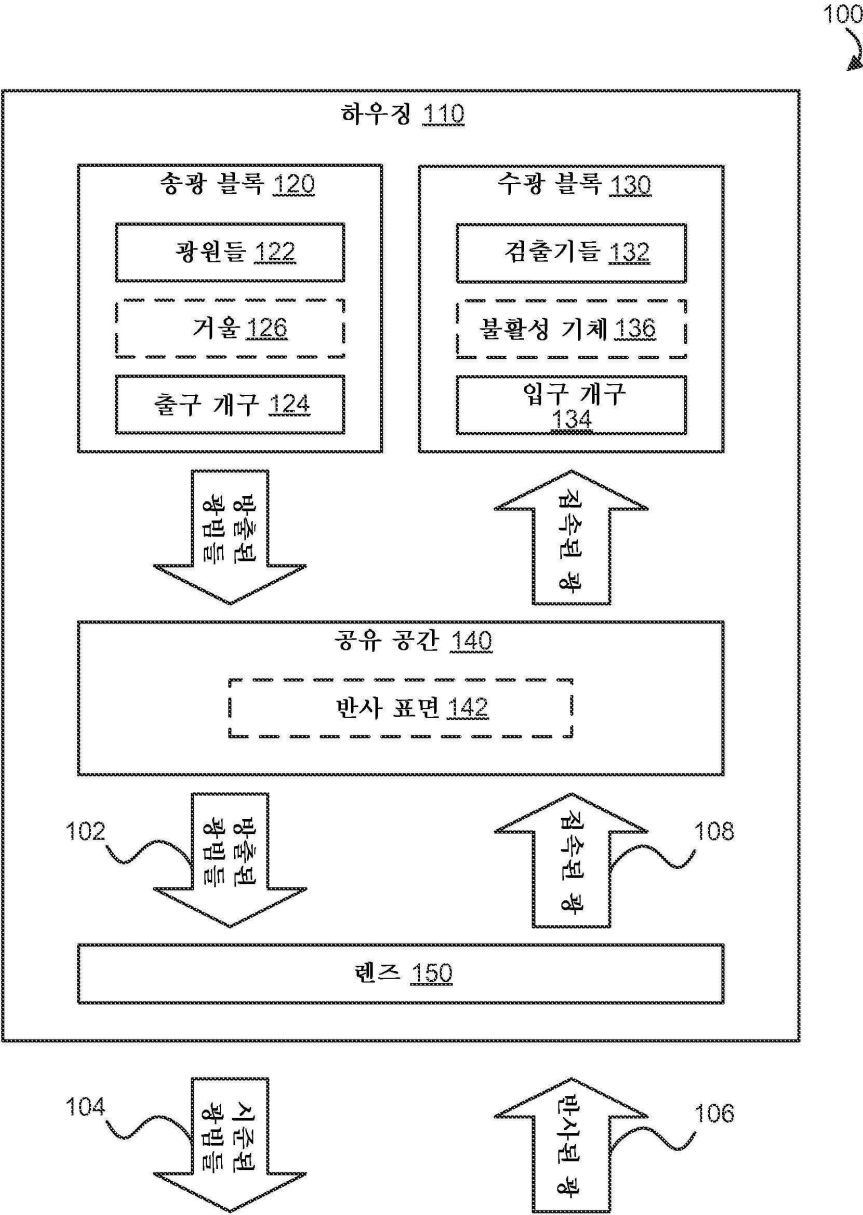 100
하우징 110
송광 블록 120
광원들 122
거울 126
출구 개구 124
수광 블록 130
검출기들 132
불활성 기체 136
입구 개구
134
방출된
광빔들
집속된 광
공유 공간 140
반사 표면 142
102
방출된
광빔들
집속된 광
108
렌즈 150
104
시준된
광빔들
반사된 광
106